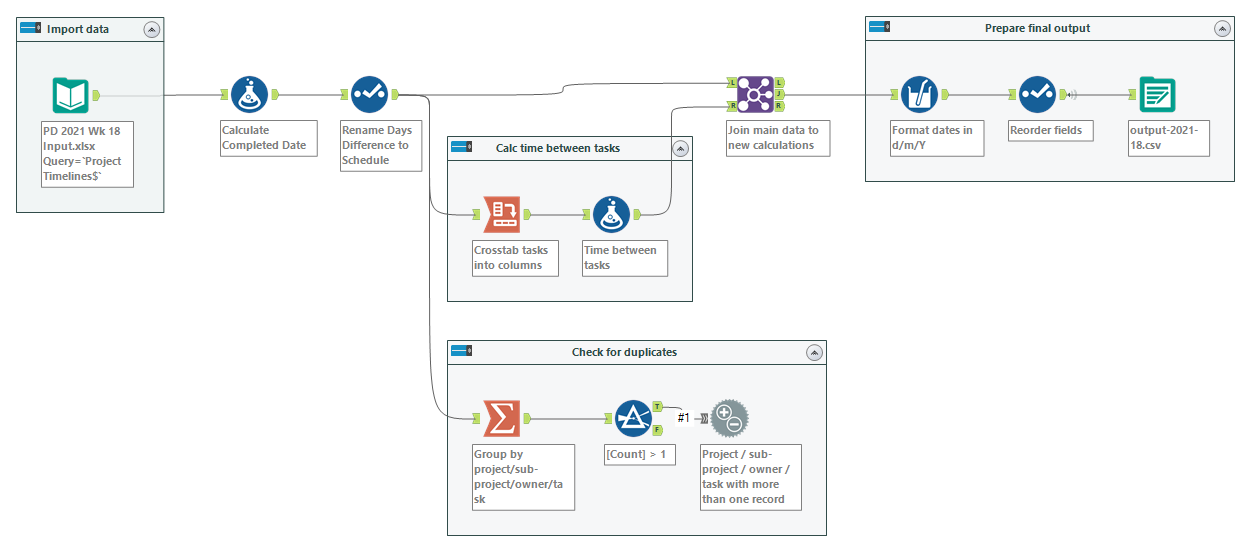 Import data
PD 2021 Wk 18
Input.xlsx
Query=`Project
Timelines$`
Calculate
Completed Date
Rename Days
Difference to
Schedule
Calc time between tasks
Crosstab tasks
into columns
Time between
tasks
L
R
L
J
R
Join main data to
new calculations
Prepare final output
Format dates in
d/m/Y
Reorder fields
output-2021-
18.csv
Check for duplicates
Group by
project/sub-
project/owner/ta
sk
T
F
[Count] > 1
#1
Project / sub-
project / owner /
task with more
than one record